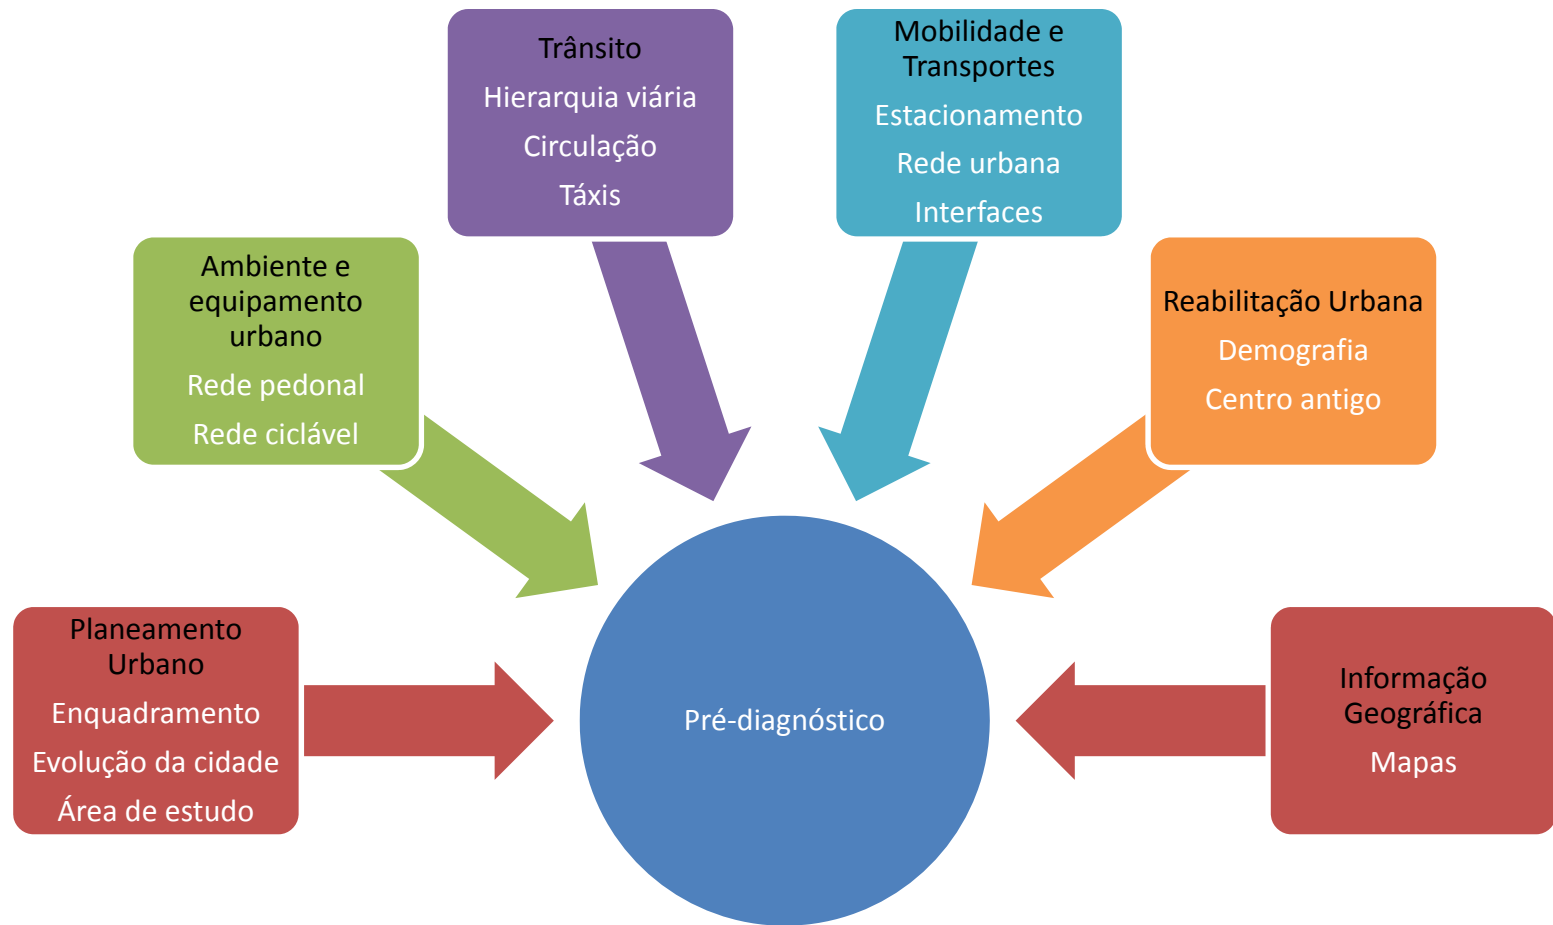 Trânsito
Hierarquia viária
Circulação
Táxis
Mobilidade e
Transportes
Estacionamento
Rede urbana
Interfaces
Ambiente e
equipamento
urbano
Rede pedonal
Rede ciclável
Reabilitação Urbana
Demografia
Centro antigo
Planeamento
Urbano
Enquadramento
Evolução da cidade
Área de estudo
Pré-diagnóstico
Informação
Geográfica
Mapas